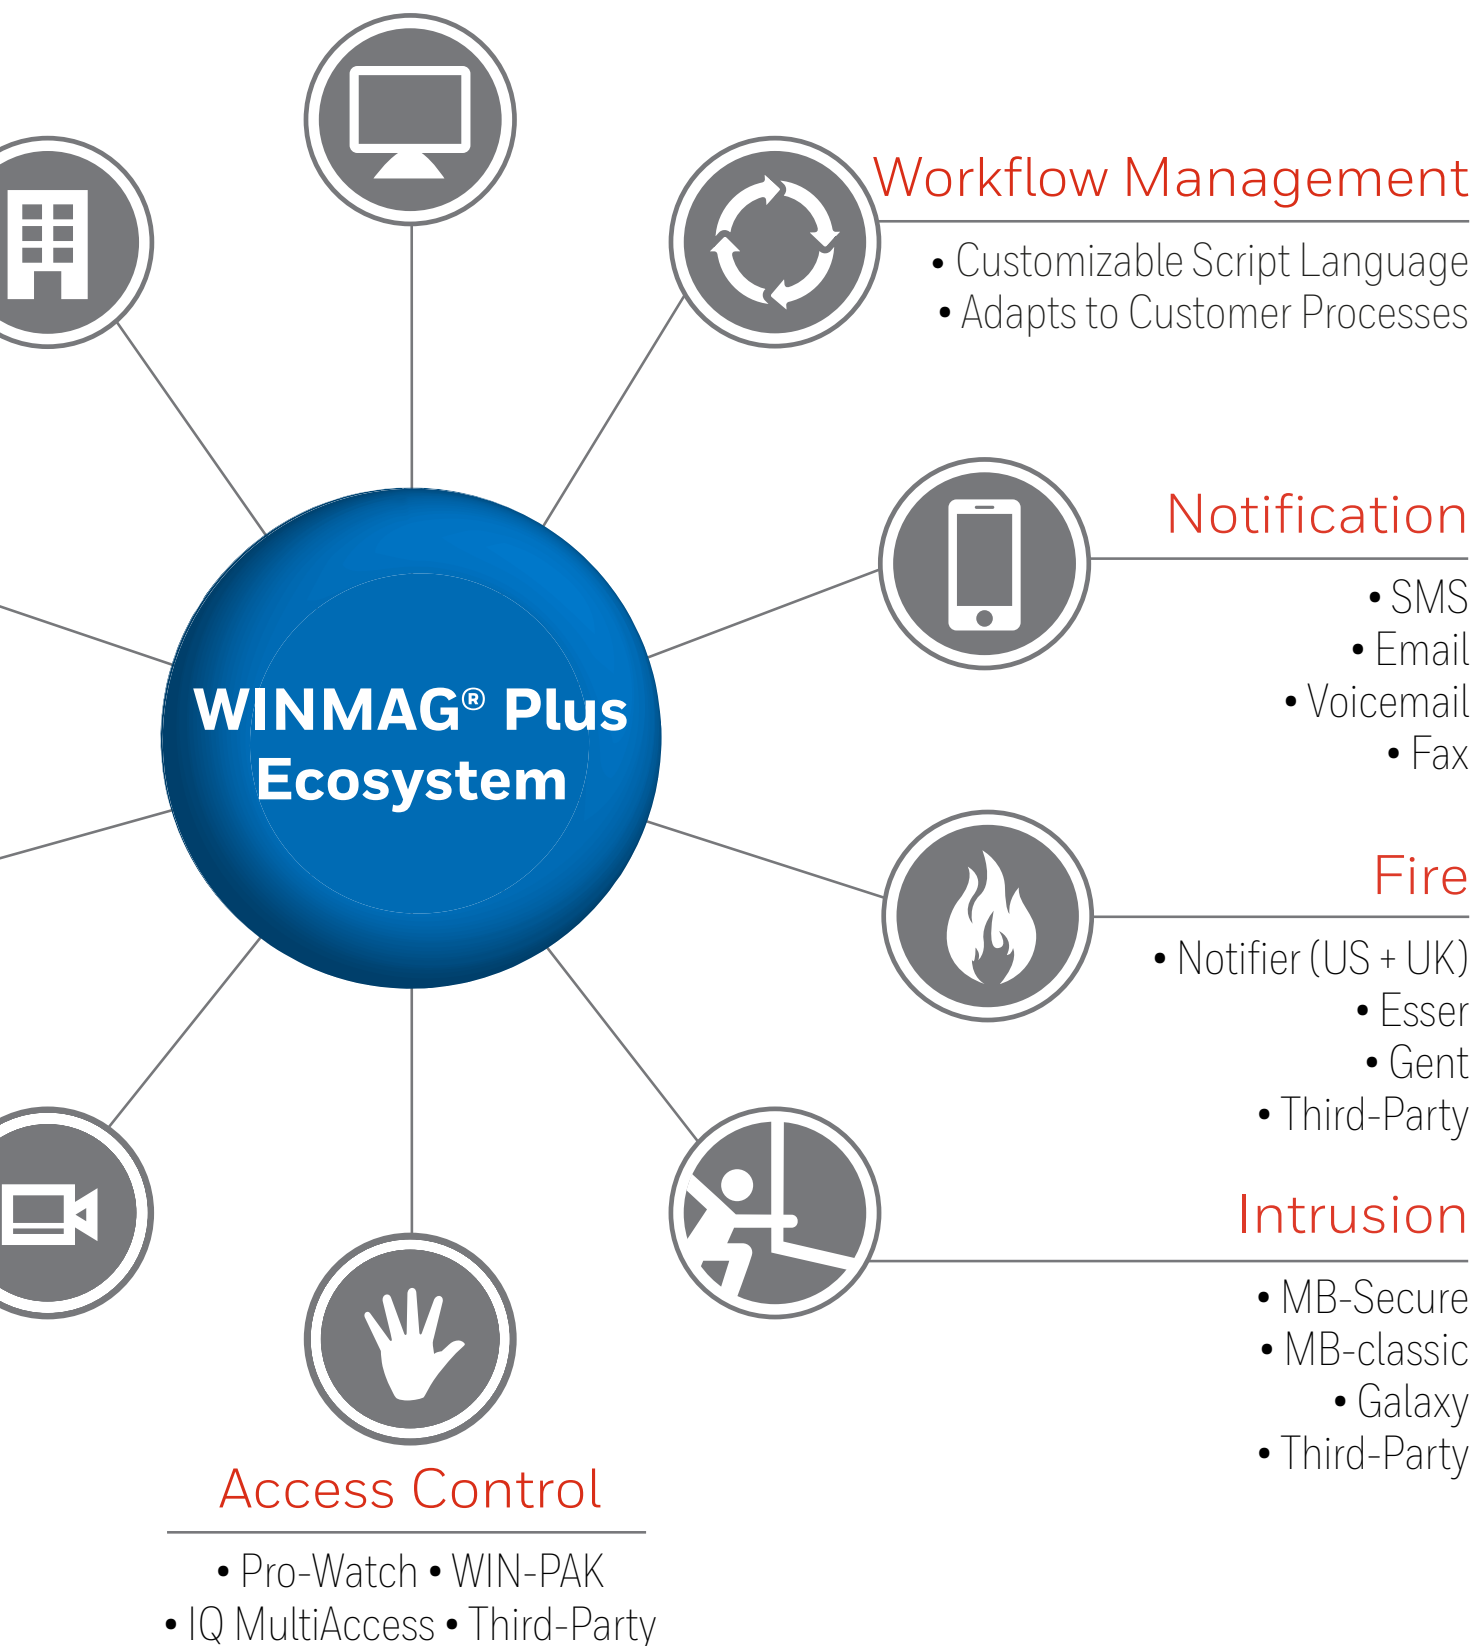 Workflow Management
• Customizable Script Language
• Adapts to Customer Processes
Notification
• SMS
• Email
• Voicemail
• Fax
WINMAG® Plus
Ecosystem
Fire
• Notifier (US + UK)
• Esser
• Gent
• Third-Party
Intrusion
• MB-Secure
• MB-classic
• Galaxy
• Third-Party
Access Control
• Pro-Watch • WIN-PAK
• IQ MultiAccess • Third-Party